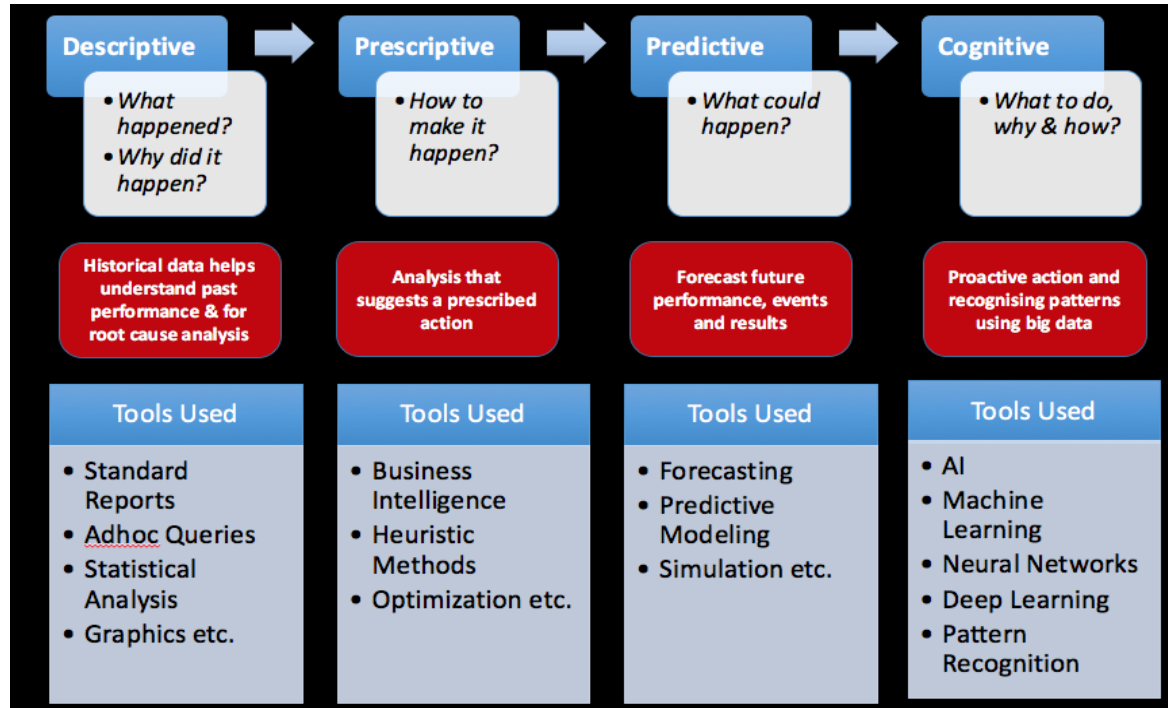 Descriptive
• What
happened?
• Why did it
happen?
Prescriptive
• How to
make it
happen?
Predictive
• What could
happen?
Cognitive
• What to do,
why & how?
Historical data helps
understand past
performance & for
root cause analysis
Analysis that
suggests a prescribed
action
Forecast future
performance, events
and results
Proactive action and
recognising patterns
using big data
Tools Used
• Standard
Reports
• Adhoc Queries
• Statistical
Analysis
• Graphics etc.
Tools Used
• Business
Intelligence
• Heuristic
Methods
• Optimization etc.
Tools Used
• Forecasting
• Predictive
Modeling
• Simulation etc.
Tools Used
• AI
• Machine
Learning
• Neural Networks
• Deep Learning
• Pattern
Recognition